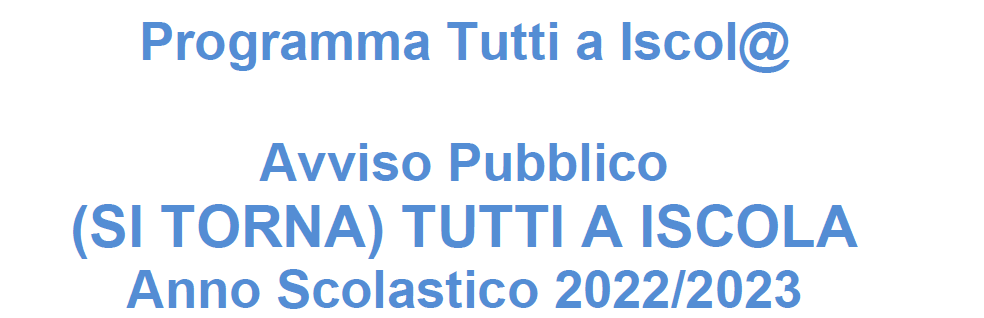 Programma Tutti a Iscol@
Avviso Pubblico
(SI TORNA) TUTTI A ISCOLA
Anno Scolastico 2022/2023